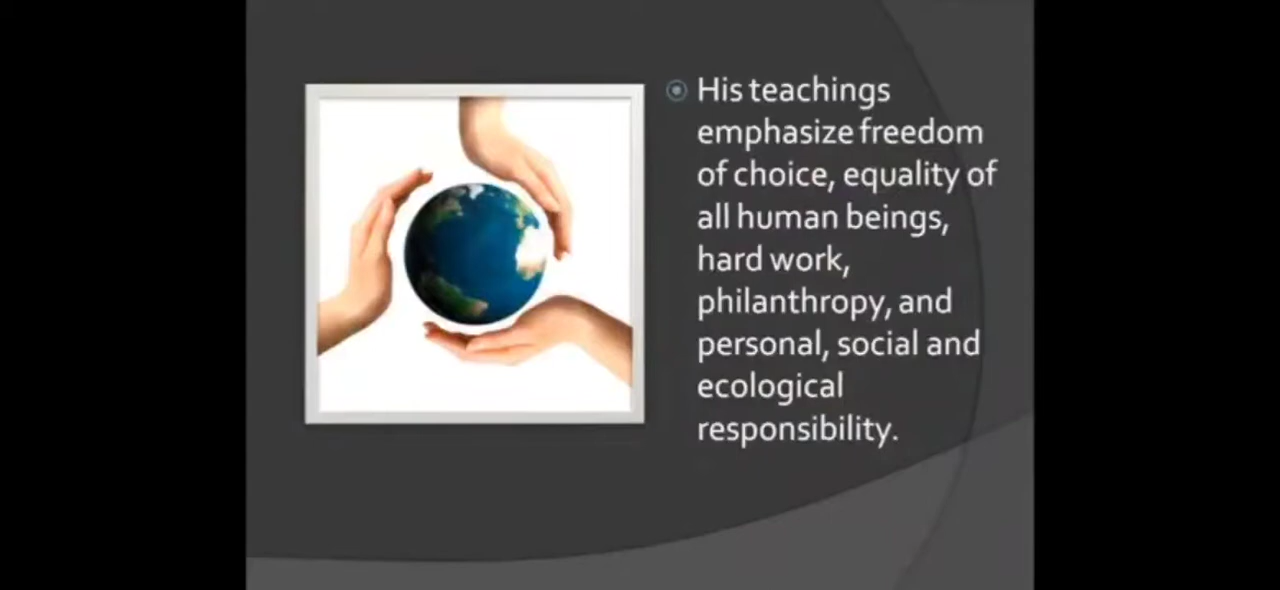 His teachings
emphasize freedom
of choice, equality of
all human beings,
hard work,
philanthropy, and
personal, social and
ecological
responsibility.